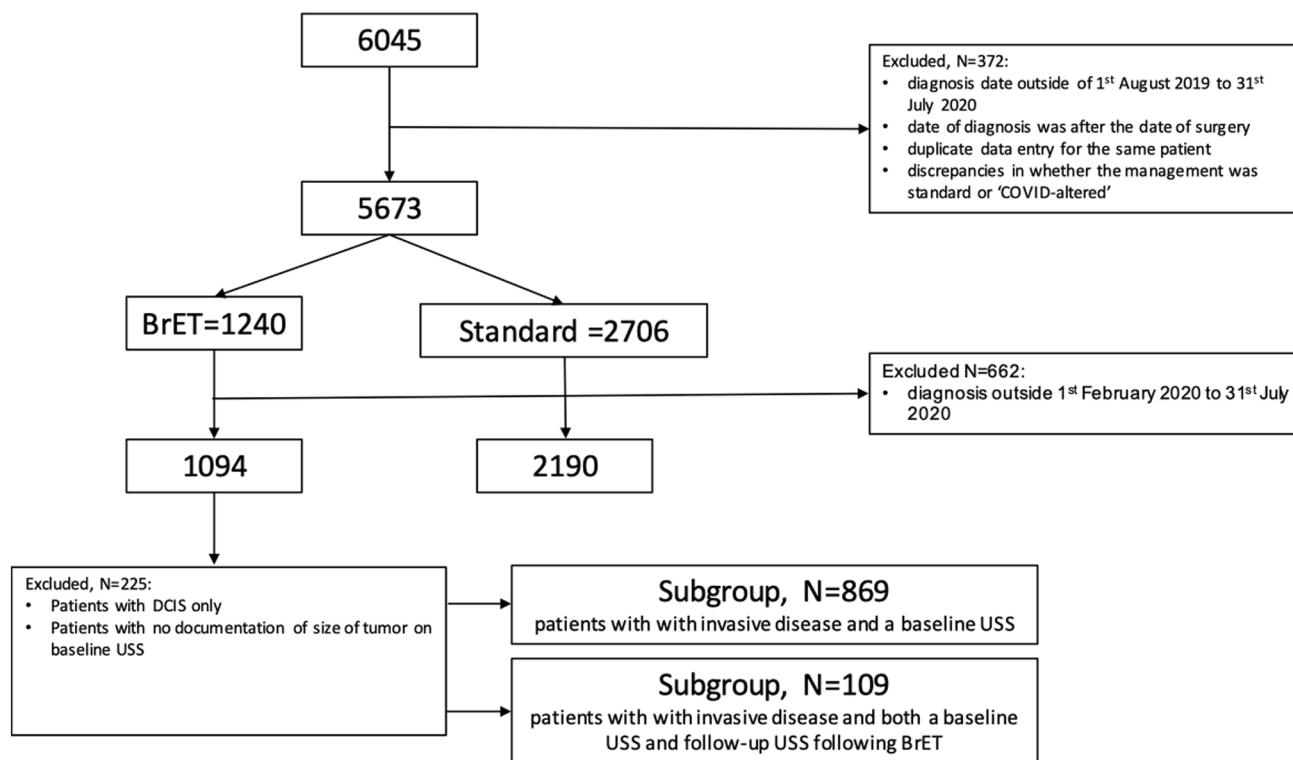 6045
Excluded, N=372:
• diagnosis date outside of 1st August 2019 to 31st
July 2020
• date of diagnosis was after the date of surgery
• duplicate data entry for the same patient
• discrepancies in whether the management was
standard or ‘COVID-altered’
5673
BrET=1240
Standard =2706
Excluded N=662:
• diagnosis outside 1st February 2020 to 31st July
2020
1094
2190
Excluded, N=225:
• Patients with DCIS only
• Patients with no documentation of size of tumor on
baseline USS
Subgroup, N=869
patients with with invasive disease and a baseline USS
Subgroup, N=109
patients with with invasive disease and both a baseline
USS and follow-up USS following BrET